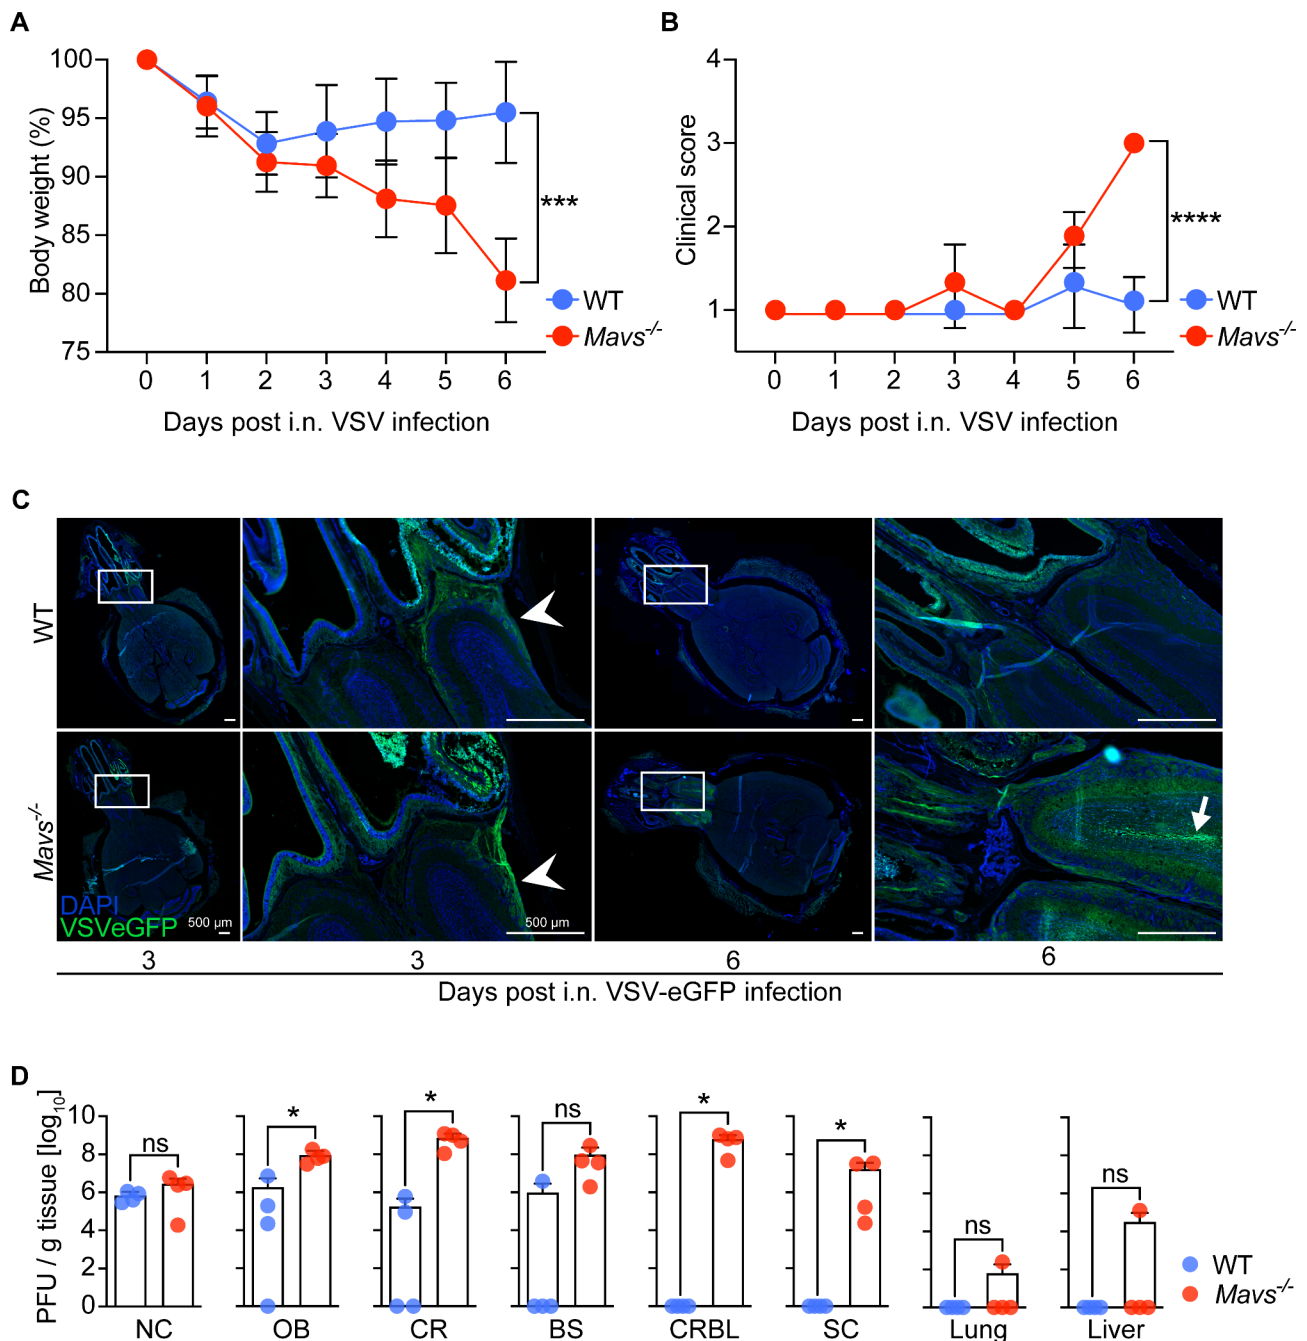 A
100
95
90
85
80
75
Body weight (%)
0 1 2 3 4 5 6
Days post i.n. VSV infection
***
WT
Mavs-/-
B
4
3
2
1
Clinical score
0 1 2 3 4 5 6
Days post i.n. VSV infection
****
WT
Mavs-/-
C
WT
Mavs-/-
DAPI
VSVeGFP
500 µm
500 µm
3 3 6 6
Days post i.n. VSV-eGFP infection
D
PFU / g tissue [log10]
10
8
6
4
2
0
ns * * ns * * ns ns
NC OB CR BS CRBL SC Lung Liver
WT
Mavs-/-